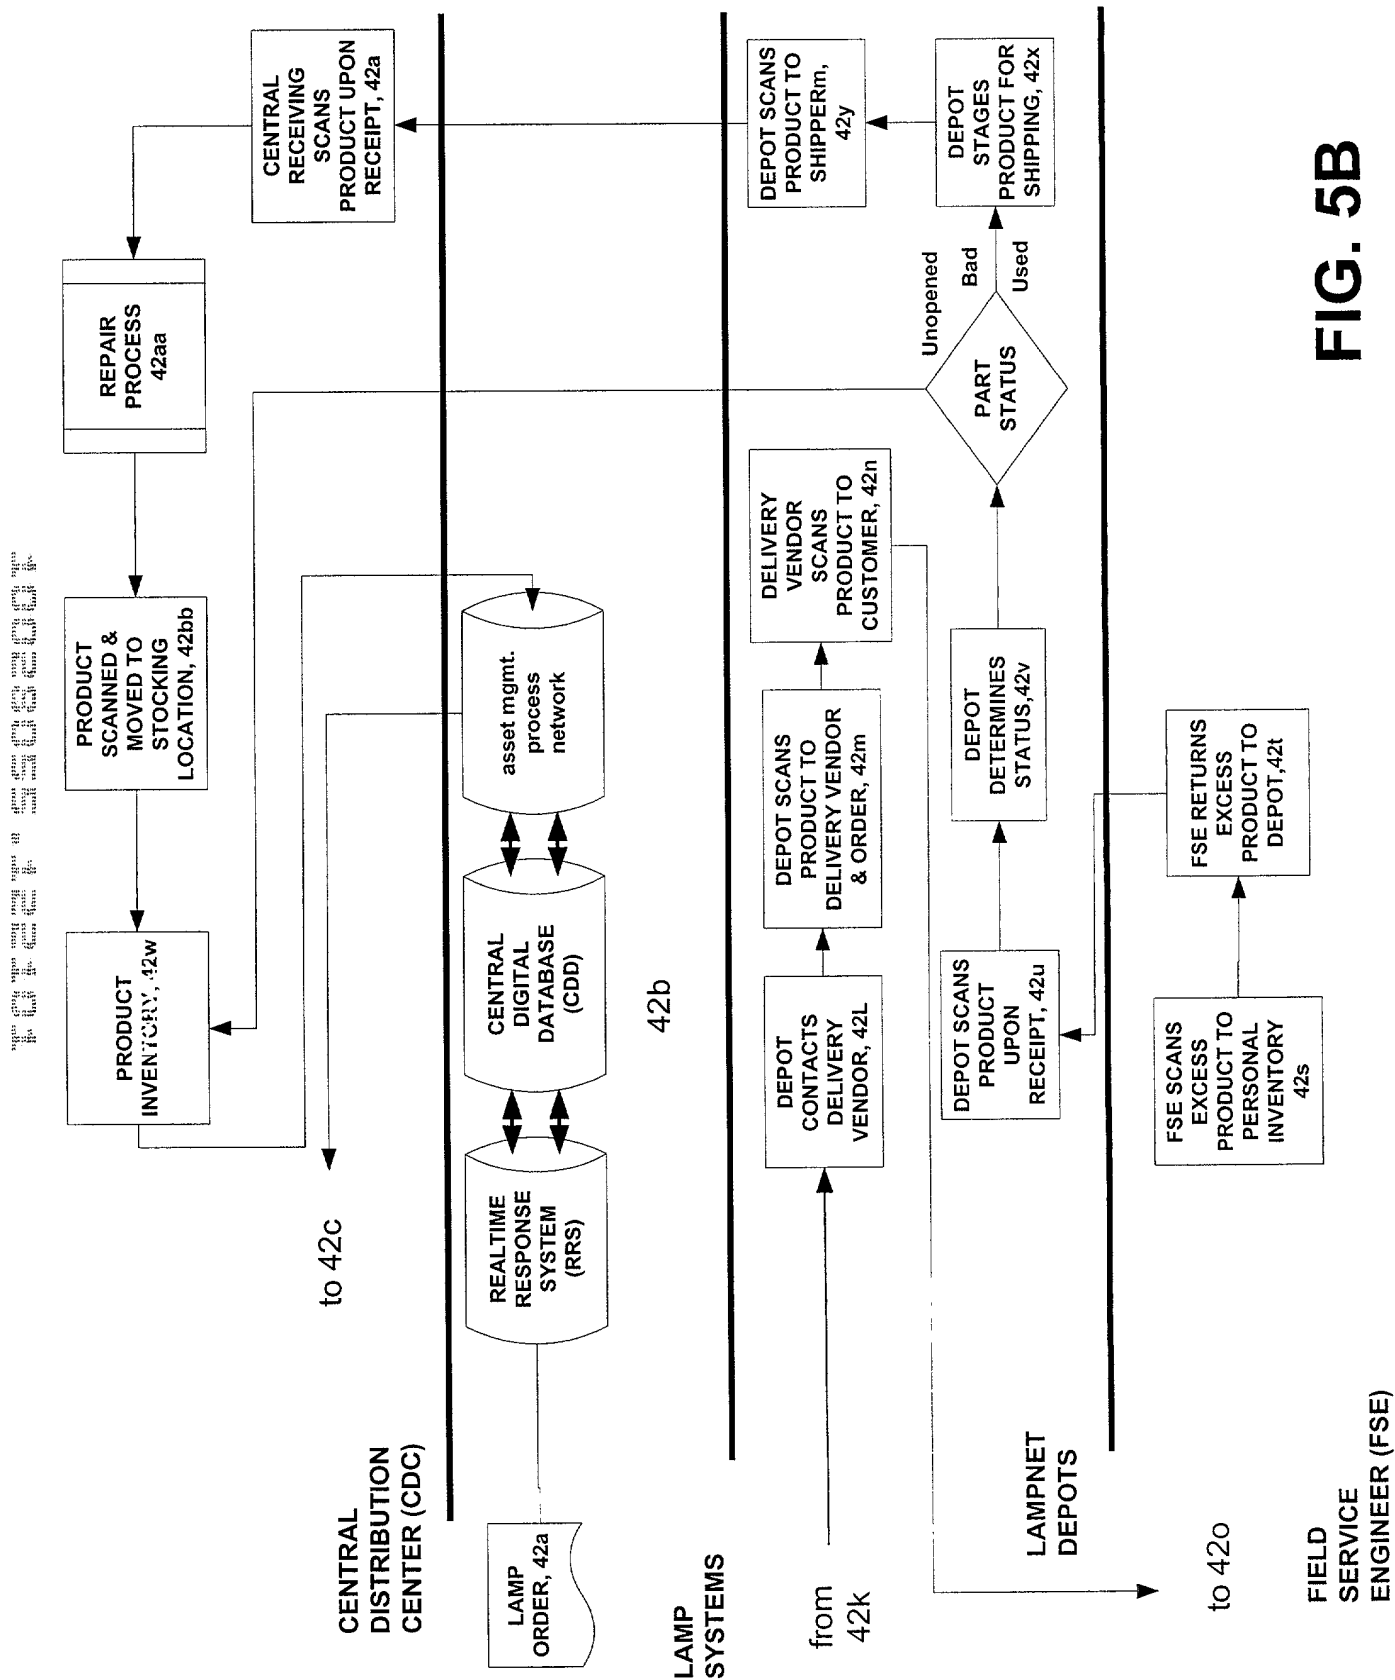 CENTRAL
DISTRIBUTION
CENTER (CDC)
to 42c
PRODUCT
INVENTORY, 42w
PRODUCT
SCANNED &
MOVED TO
STOCKING
LOCATION, 42bb
REPAIR
PROCESS
42aa
CENTRAL
RECEIVING
SCANS
PRODUCT UPON
RECEIPT, 42a
LAMP
SYSTEMS
LAMP
ORDER, 42a
REALTIME
RESPONSE
SYSTEM
(RRS)
CENTRAL
DIGITAL
DATABASE
(CDD)
asset mgmt.
process
network
42b
LAMPNET
DEPOTS
from
42k
DEPOT
CONTACTS
DELIVERY
VENDOR, 42L
DEPOT SCANS
PRODUCT TO
DELIVERY VENDOR
& ORDER, 42m
DELIVERY
VENDOR
SCANS
PRODUCT TO
CUSTOMER, 42n
DEPOT SCANS
PRODUCT TO
SHIPPERm,
42y
DEPOT SCANS
PRODUCT
UPON
RECEIPT, 42u
DEPOT
DETERMINES
STATUS,42v
PART
STATUS
Unopened
Bad
Used
DEPOT
STAGES
PRODUCT FOR
SHIPPING, 42x
to 42o
FIELD
SERVICE
ENGINEER (FSE)
FSE SCANS
EXCESS
PRODUCT TO
PERSONAL
INVENTORY
42s
FSE RETURNS
EXCESS
PRODUCT TO
DEPOT,42t
FIG. 5B